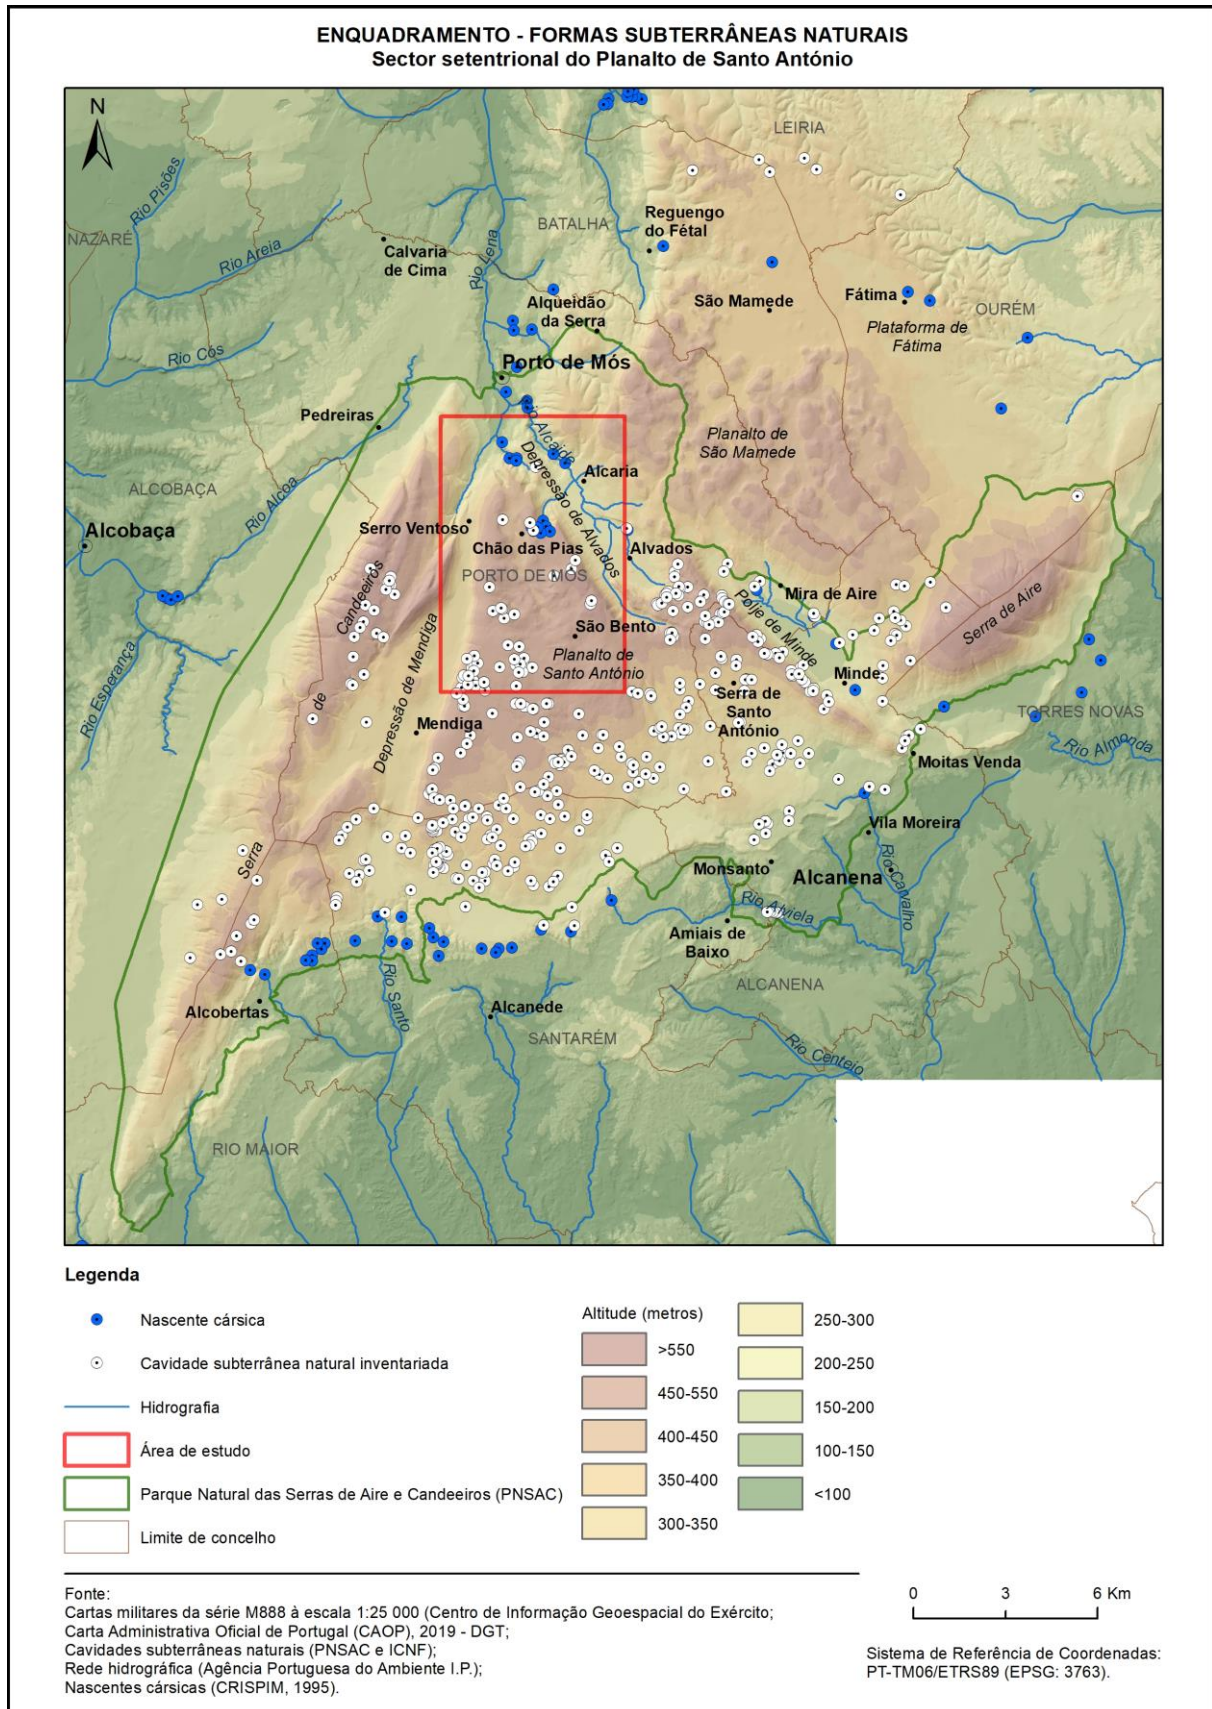 ENQUADRAMENTO - FORMAS SUBTERRÂNEAS NATURAIS
Sector setentrional do Planalto de Santo António
N
LEIRIA
Rio Pisões
NAZARÉ
BATALHA
Reguengo
do Fétal
Rio Areia
Calvaria
de Cima
Rio Lena
São Mamede
Fátima
OURÉM
Plataforma de
Fátima
Alqueidão
da Serra
Rio Cós
Porto de Mós
Pedreiras
Rio Alcaide
Planalto de
São Mamede
Depressão de Alvados
Alcaria
ALCOBAÇA
Rio Alcoa
Alcobaça
Serro Ventoso
Chão das Pias
Alvados
PORTO DE MÓS
Mira de Aire
Serra de Aire
Polje de Minde
São Bento
Planalto de
Santo António
Serra de Candeeiros
Depressão de Mendiga
Rio Esperança
Minde
Serra de
Santo
António
TORRES NOVAS
Mendiga
Rio Almonda
Moitas Venda
Vila Moreira
Monsanto
Alcanena
Rio Carvalho
Rio Alviela
Amiais de
Baixo
ALCANENA
Rio Santo
Alcobertas
Alcanede
SANTARÉM
Rio Centeio
RIO MAIOR
Legenda
Nascente cársica
Cavidade subterrânea natural inventariada
Hidrografia
Área de estudo
Parque Natural das Serras de Aire e Candeeiros (PNSAC)
Limite de concelho
Altitude (metros)
>550
450-550
400-450
350-400
300-350
250-300
200-250
150-200
100-150
<100
Fonte:
Cartas militares da série M888 à escala 1:25 000 (Centro de Informação Geoespacial do Exército;
Carta Administrativa Oficial de Portugal (CAOP), 2019 - DGT;
Cavidades subterrâneas naturais (PNSAC e ICNF);
Rede hidrográfica (Agência Portuguesa do Ambiente I.P.);
Nascentes cársicas (CRISPIM, 1995).
0 3 6 Km
Sistema de Referência de Coordenadas:
PT-TM06/ETRS89 (EPSG: 3763).